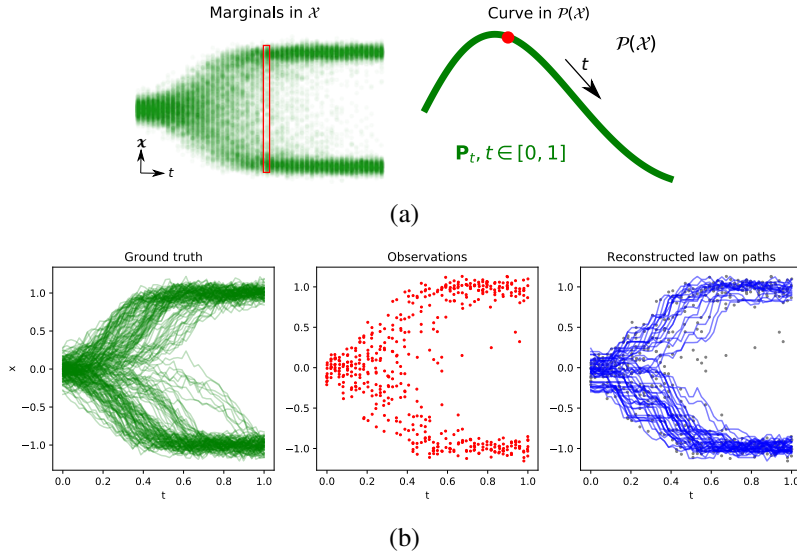 Marginals in 𝒳
Curve in 𝒫(𝒳)
𝒫(𝒳)
t
x
t
P_t, t ∈ [0, 1]
(a)
Ground truth
Observations
Reconstructed law on paths
1.0
0.5
0.0
−0.5
−1.0
x
0.0 0.2 0.4 0.6 0.8 1.0
t
1.0
0.5
0.0
−0.5
−1.0
0.0 0.2 0.4 0.6 0.8 1.0
t
1.0
0.5
0.0
−0.5
−1.0
0.0 0.2 0.4 0.6 0.8 1.0
t
(b)